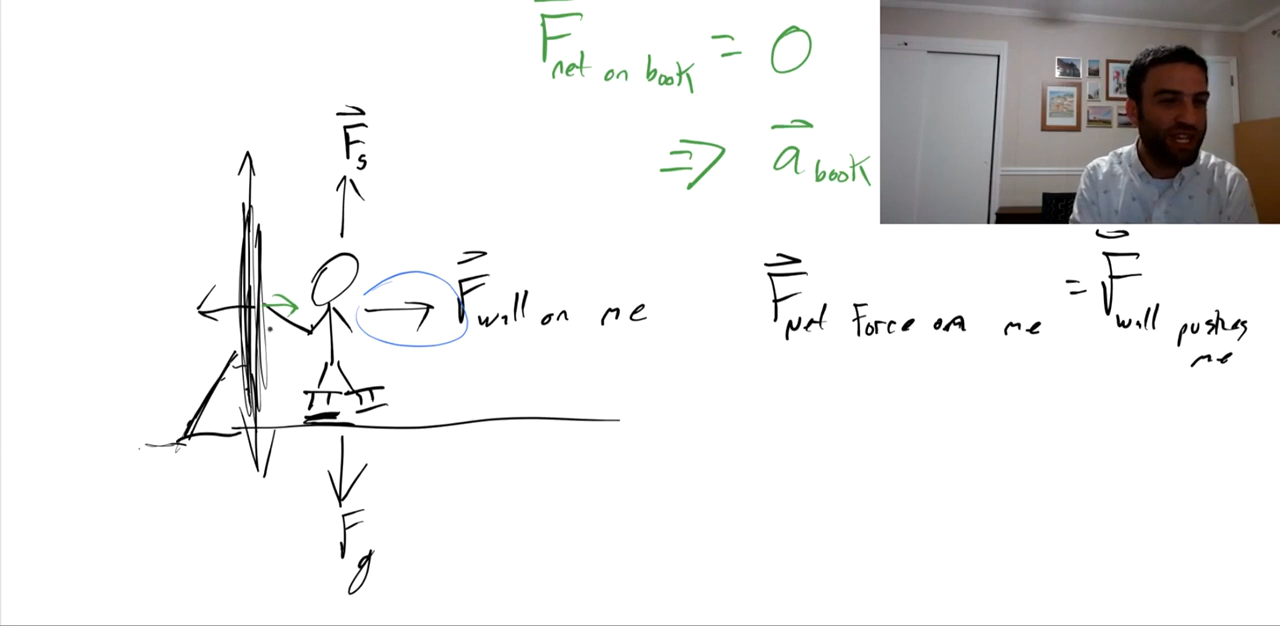 F net on book = 0
⇒ a book
F s
F wall on me
F Net Force on me = F wall pushes me
F g